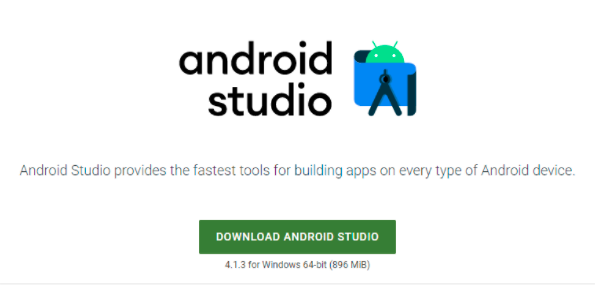 android
studio
Android Studio provides the fastest tools for building apps on every type of Android device.
DOWNLOAD ANDROID STUDIO
4.1.3 for Windows 64-bit (896 MiB)